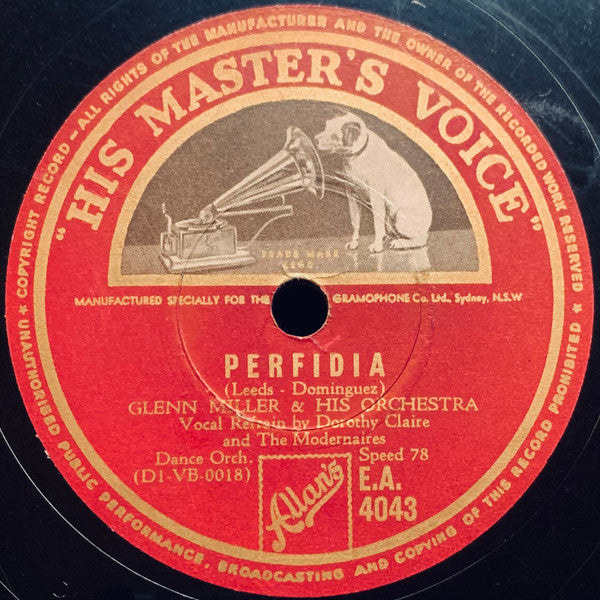 COPYRIGHT RECORD — ALL RIGHTS OF THE MANUFACTURER AND THE OWNER OF THE RECORDED WORK RESERVED
★ UNAUTHORISED PUBLIC PERFORMANCE, BROADCASTING AND COPYING OF THIS RECORD PROHIBITED ★
"HIS MASTER'S VOICE"
TRADE MARK
MANUFACTURED SPECIALLY FOR THE GRAMOPHONE Co. Ltd., Sydney, N.S.W
PERFIDIA
(Leeds - Dominguez)
GLENN MILLER & HIS ORCHESTRA
Vocal Refrain by Dorothy Claire
and The Modernaires
Dance Orch. Speed 78
(D1-VB-0018) E.A.
4043
Allan's